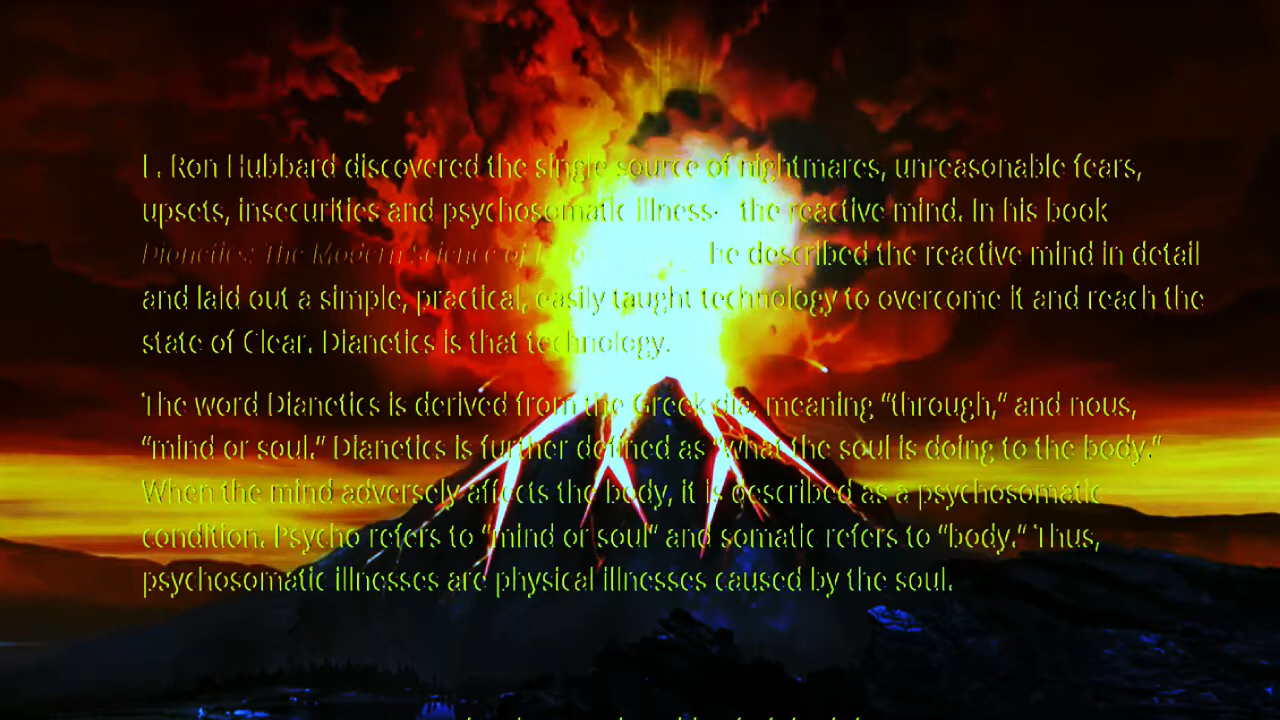 L. Ron Hubbard discovered the single source of nightmares, unreasonable fears,
upsets, insecurities and psychosomatic illness— the reactive mind. In his book
Dianetics: The Modern Science of he described the reactive mind in detail
and laid out a simple, practical, easily taught technology to overcome it and reach the
state of Clear. Dianetics is that technology.
The word Dianetics is derived from the Greek dia, meaning “through,” and nous,
“mind or soul.” Dianetics is further defined as “what the soul is doing to the body.”
When the mind adversely affects the body, it is described as a psychosomatic
condition. Psycho refers to “mind or soul” and somatic refers to “body.” Thus,
psychosomatic illnesses are physical illnesses caused by the soul.